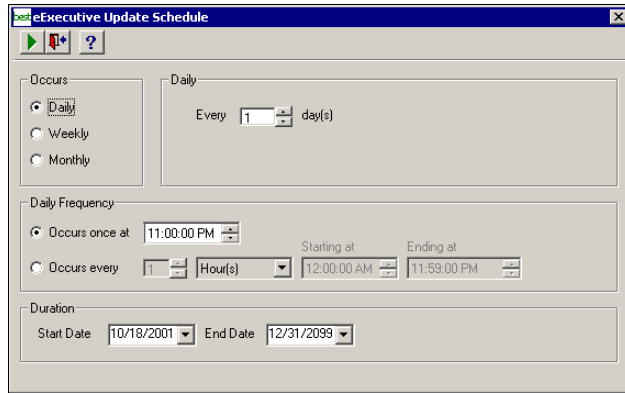 best eExecutive Update Schedule
?
Occurs
Daily
Weekly
Monthly
Daily
Every 1 day(s)
Daily Frequency
Occurs once at 11:00:00 PM
Starting at Ending at
Occurs every 1 Hour(s) 12:00:00 AM 11:59:00 PM
Duration
Start Date 10/18/2001 End Date 12/31/2099